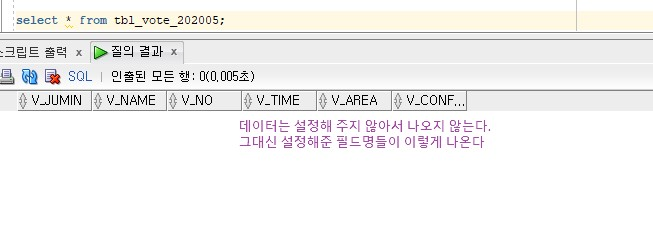 select * from tbl_vote_202005;
스크립트 출력 × 질의 결과 ×
SQL | 인출된 모든 행: 0(0,005초)
V_JUMIN V_NAME V_NO V_TIME V_AREA V_CONF...
데이터는 설정해 주지 않아서 나오지 않는다.
그대신 설정해준 필드명들이 이렇게 나온다